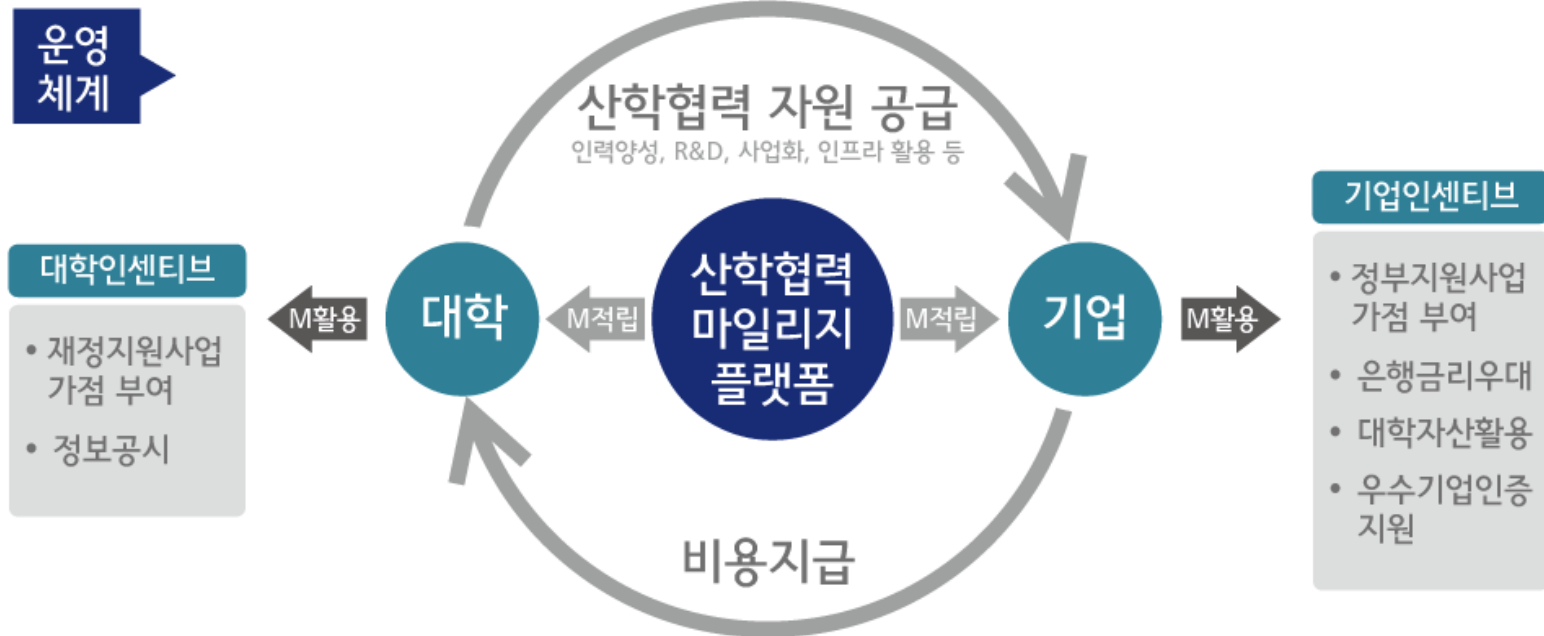 운영
체계
산학협력 자원 공급
인력양성, R&D, 사업화, 인프라 활용 등
대학인센티브
• 재정지원사업
가점 부여
• 정보공시
M활용
대학
M적립
산학협력
마일리지
플랫폼
M적립
기업
M활용
기업인센티브
• 정부지원사업
가점 부여
• 은행금리우대
• 대학자산활용
• 우수기업인증
지원
비용지급